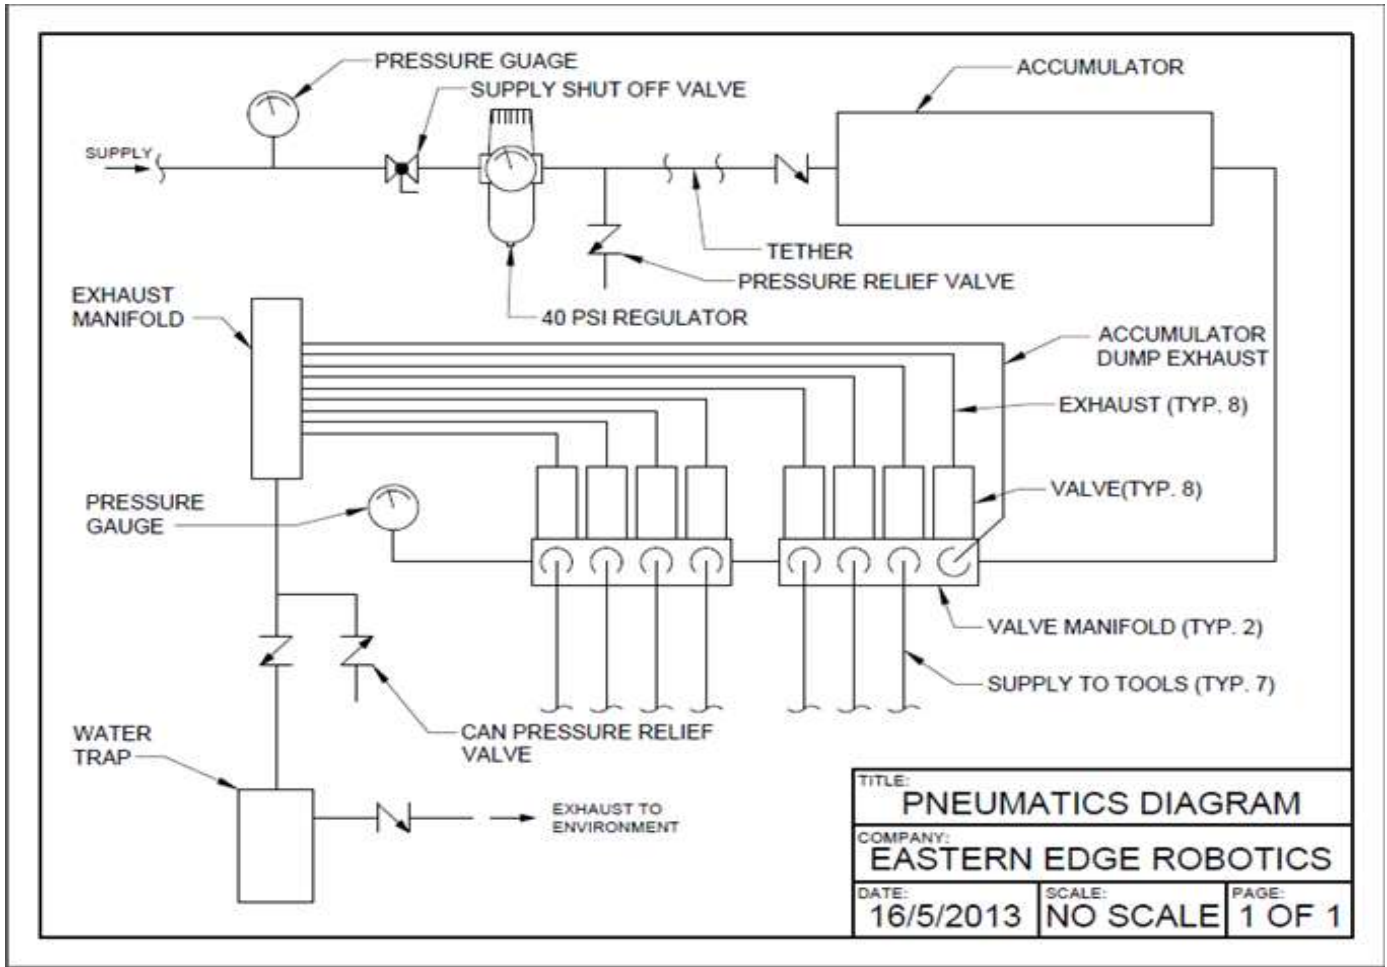 PRESSURE GUAGE
SUPPLY SHUT OFF VALVE
ACCUMULATOR
SUPPLY
TETHER
PRESSURE RELIEF VALVE
40 PSI REGULATOR
EXHAUST
MANIFOLD
ACCUMULATOR
DUMP EXHAUST
EXHAUST (TYP. 8)
VALVE(TYP. 8)
PRESSURE
GAUGE
VALVE MANIFOLD (TYP. 2)
SUPPLY TO TOOLS (TYP. 7)
CAN PRESSURE RELIEF
VALVE
WATER
TRAP
EXHAUST TO
ENVIRONMENT
TITLE:
PNEUMATICS DIAGRAM
COMPANY:
EASTERN EDGE ROBOTICS
DATE:
16/5/2013
SCALE:
NO SCALE
PAGE:
1 OF 1